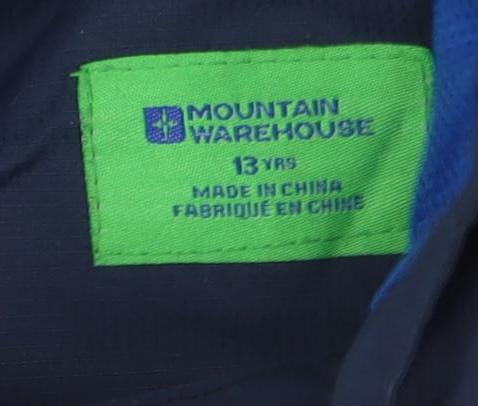 MOUNTAIN
WAREHOUSE
13 YRS
MADE IN CHINA
FABRIQUÉ EN CHINE